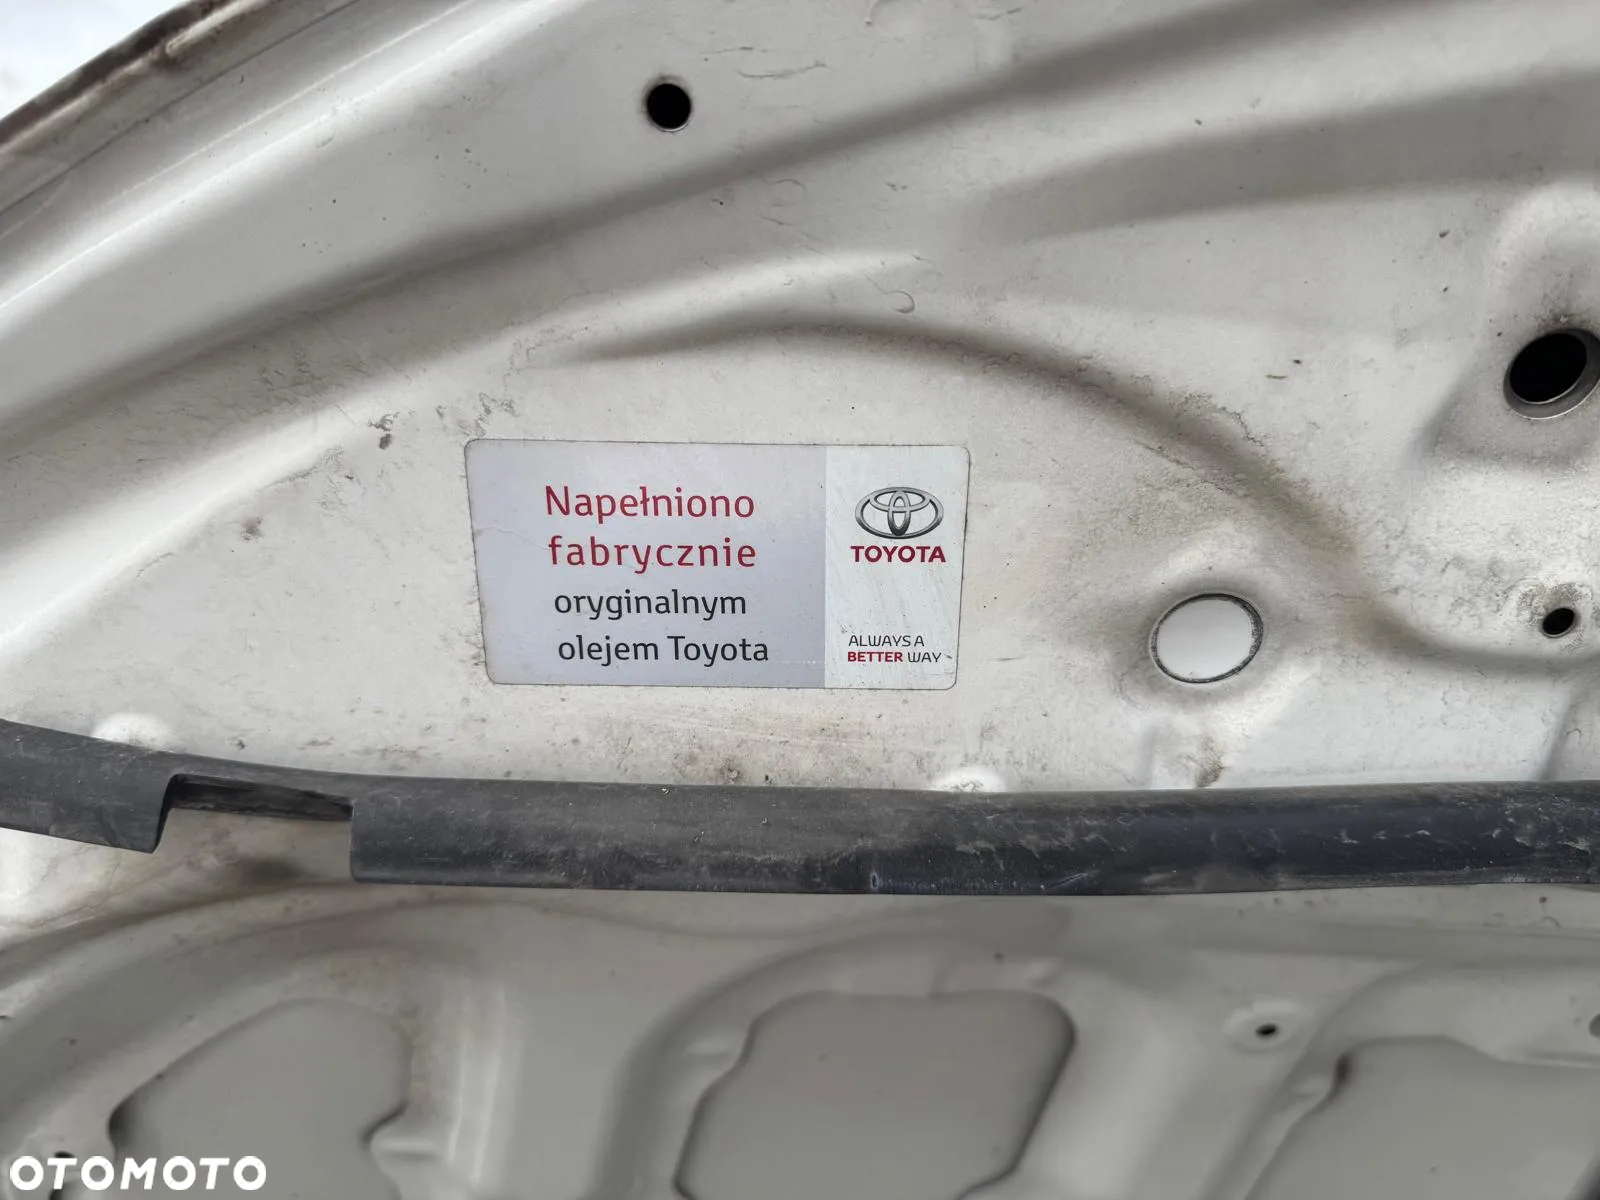 Napełniono
fabrycznie
oryginalnym
olejem Toyota
TOYOTA
ALWAYS A
BETTER WAY
OTOMOTO